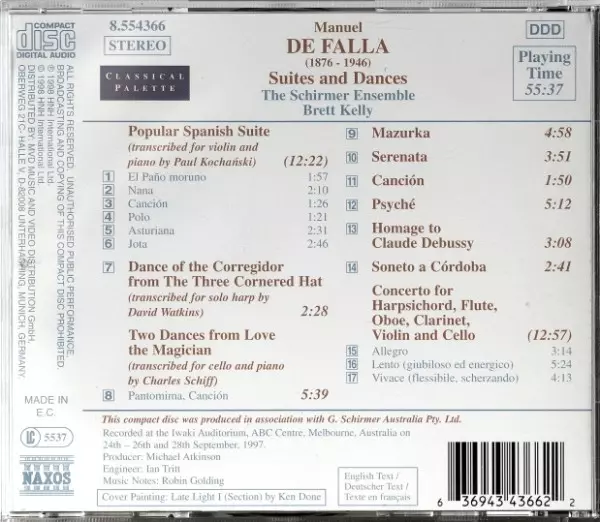 COMPACT
disc
DIGITAL AUDIO
8.554366
STEREO
CLASSICAL
PALETTE
Manuel
DE FALLA
(1876 - 1946)
Suites and Dances
The Schirmer Ensemble
Brett Kelly
DDD
Playing
Time
55:37
ALL RIGHTS RESERVED. UNAUTHORISED PUBLIC PERFORMANCE,
BROADCASTING AND COPYING OF THIS COMPACT DISC PROHIBITED.
℗ 1998 HNH International Ltd.
© 1998 HNH International Ltd.
DISTRIBUTED BY: MVD MUSIC AND VIDEO DISTRIBUTION GmbH,
OBERWEG 21C- HALLE V, D-82008 UNTERHACHING, MUNICH, GERMANY.
MADE IN
E.C.
LC 5537
NAXOS
Popular Spanish Suite
(transcribed for violin and
piano by Paul Kochański) (12:22)
1 El Paño moruno 1:57
2 Nana 2:10
3 Canción 1:26
4 Polo 1:21
5 Asturiana 2:31
6 Jota 2:46
7 Dance of the Corregidor
from The Three Cornered Hat
(transcribed for solo harp by
David Watkins) 2:28
Two Dances from Love
the Magician
(transcribed for cello and piano
by Charles Schiff)
8 Pantomima, Canción 5:39
9 Mazurka 4:58
10 Serenata 3:51
11 Canción 1:50
12 Psyché 5:12
13 Homage to
Claude Debussy 3:08
14 Soneto a Córdoba 2:41
Concerto for
Harpsichord, Flute,
Oboe, Clarinet,
Violin and Cello (12:57)
15 Allegro 3:14
16 Lento (giubiloso ed energico) 5:24
17 Vivace (flessibile, scherzando) 4:13
This compact disc was produced in association with G. Schirmer Australia Pty. Ltd.
Recorded at the Iwaki Auditorium, ABC Centre, Melbourne, Australia on
24th - 26th and 28th September, 1997.
Producer: Michael Atkinson
Engineer: Ian Tritt
Music Notes: Robin Golding
Cover Painting: Late Light I (Section) by Ken Done
English Text /
Deutscher Text /
Texte en français
6 36943 43662 2